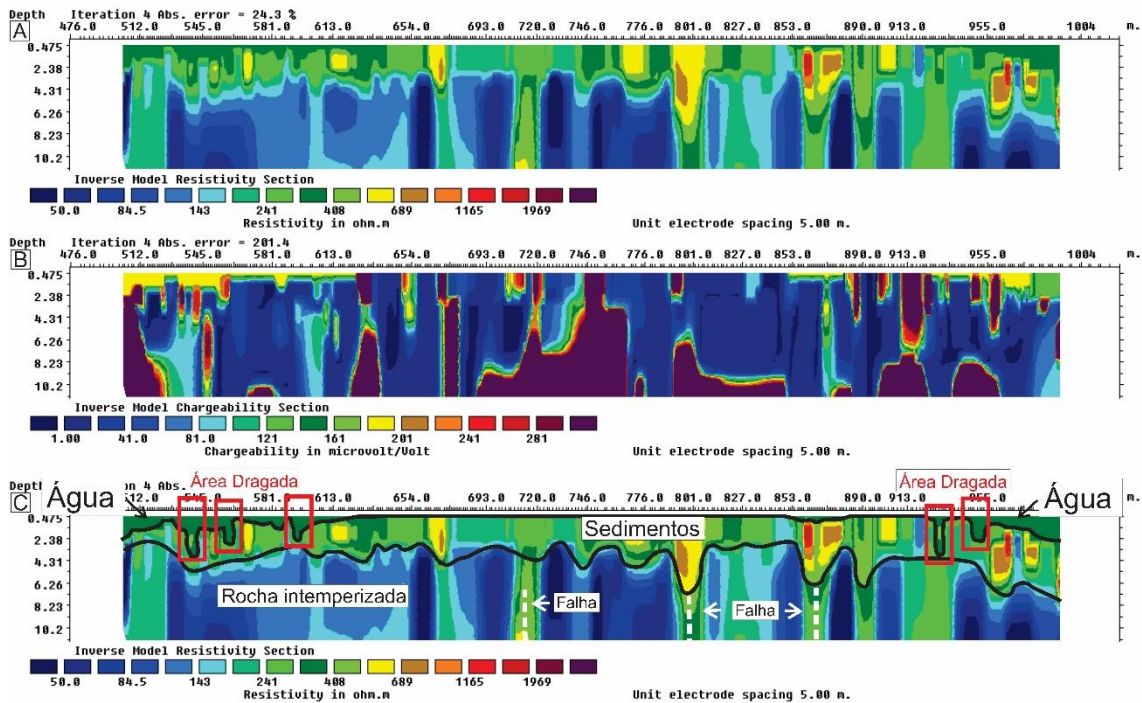 Depth Iteration 4 Abs. error = 24.3 %
A 476.0 512.0 545.0 581.0 613.0 654.0 693.0 720.0 746.0 801.0 827.0 853.0 890.0 913.0 955.0 1004 m.
0.475
2.38
4.31
6.26
8.23
10.2
Inverse Model Resistivity Section
50.0 84.5 143 241 408 689 1165 1969
Resistivity in ohm.m Unit electrode spacing 5.00 m.
Depth Iteration 4 Abs. error = 201.4
B 476.0 512.0 545.0 581.0 613.0 654.0 693.0 720.0 746.0 801.0 827.0 853.0 890.0 913.0 955.0 1004 m.
0.475
2.38
4.31
6.26
8.23
10.2
Inverse Model Chargeability Section
1.00 41.0 81.0 121 161 201 241 281
Chargeability in microvolt/Volt Unit electrode spacing 5.00 m.
Área Dragada Área Dragada
Depth on 4 Abs.
C Água 512.0 545.0 581.0 613.0 654.0 693.0 720.0 746.0 801.0 827.0 853.0 890.0 955.0 Água
0.475
Sedimentos
2.38
4.31
6.26
Rocha intemperizada
8.23
Falha Falha
10.2
Inverse Model Resistivity Section
50.0 84.5 143 241 408 689 1165 1969
Resistivity in ohm.m Unit electrode spacing 5.00 m.